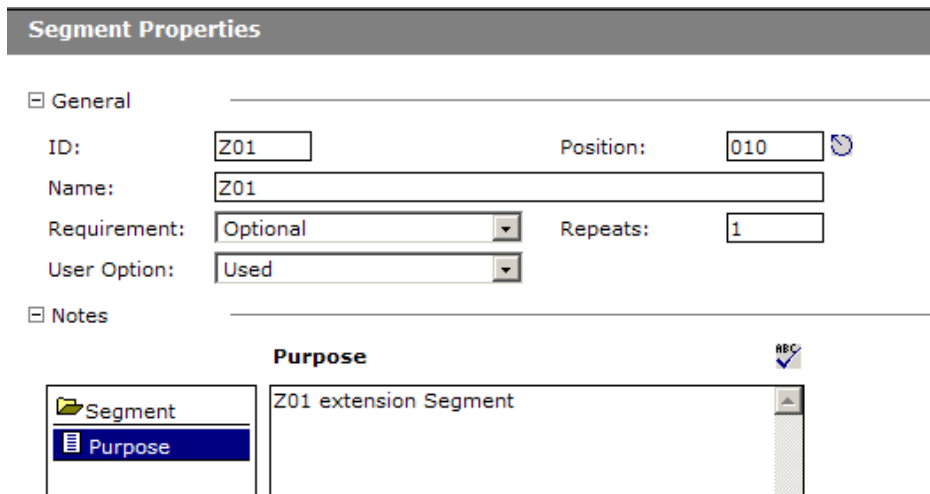 Segment Properties
General
ID: Z01 Position: 010
Name: Z01
Requirement: Optional Repeats: 1
User Option: Used
Notes
Purpose ABC
Segment Z01 extension Segment
Purpose